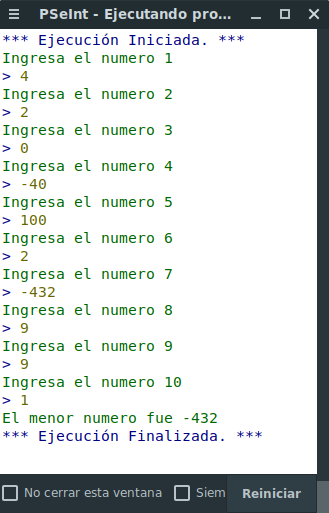 PSeInt - Ejecutando pro...
*** Ejecución Iniciada. ***
Ingresa el numero 1
> 4
Ingresa el numero 2
> 2
Ingresa el numero 3
> 0
Ingresa el numero 4
> -40
Ingresa el numero 5
> 100
Ingresa el numero 6
> 2
Ingresa el numero 7
> -432
Ingresa el numero 8
> 9
Ingresa el numero 9
> 9
Ingresa el numero 10
> 1
El menor numero fue -432
*** Ejecución Finalizada. ***
No cerrar esta ventana Siem Reiniciar